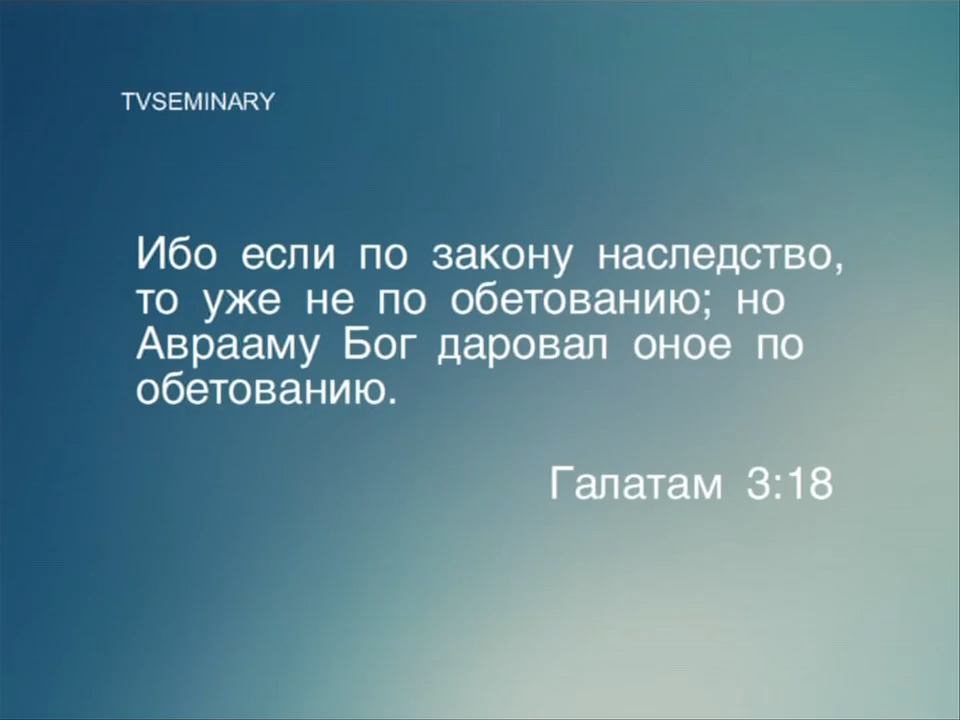 TVSEMINARY
Ибо если по закону наследство,
то уже не по обетованию; но
Аврааму Бог даровал оное по
обетованию.
Галатам 3:18